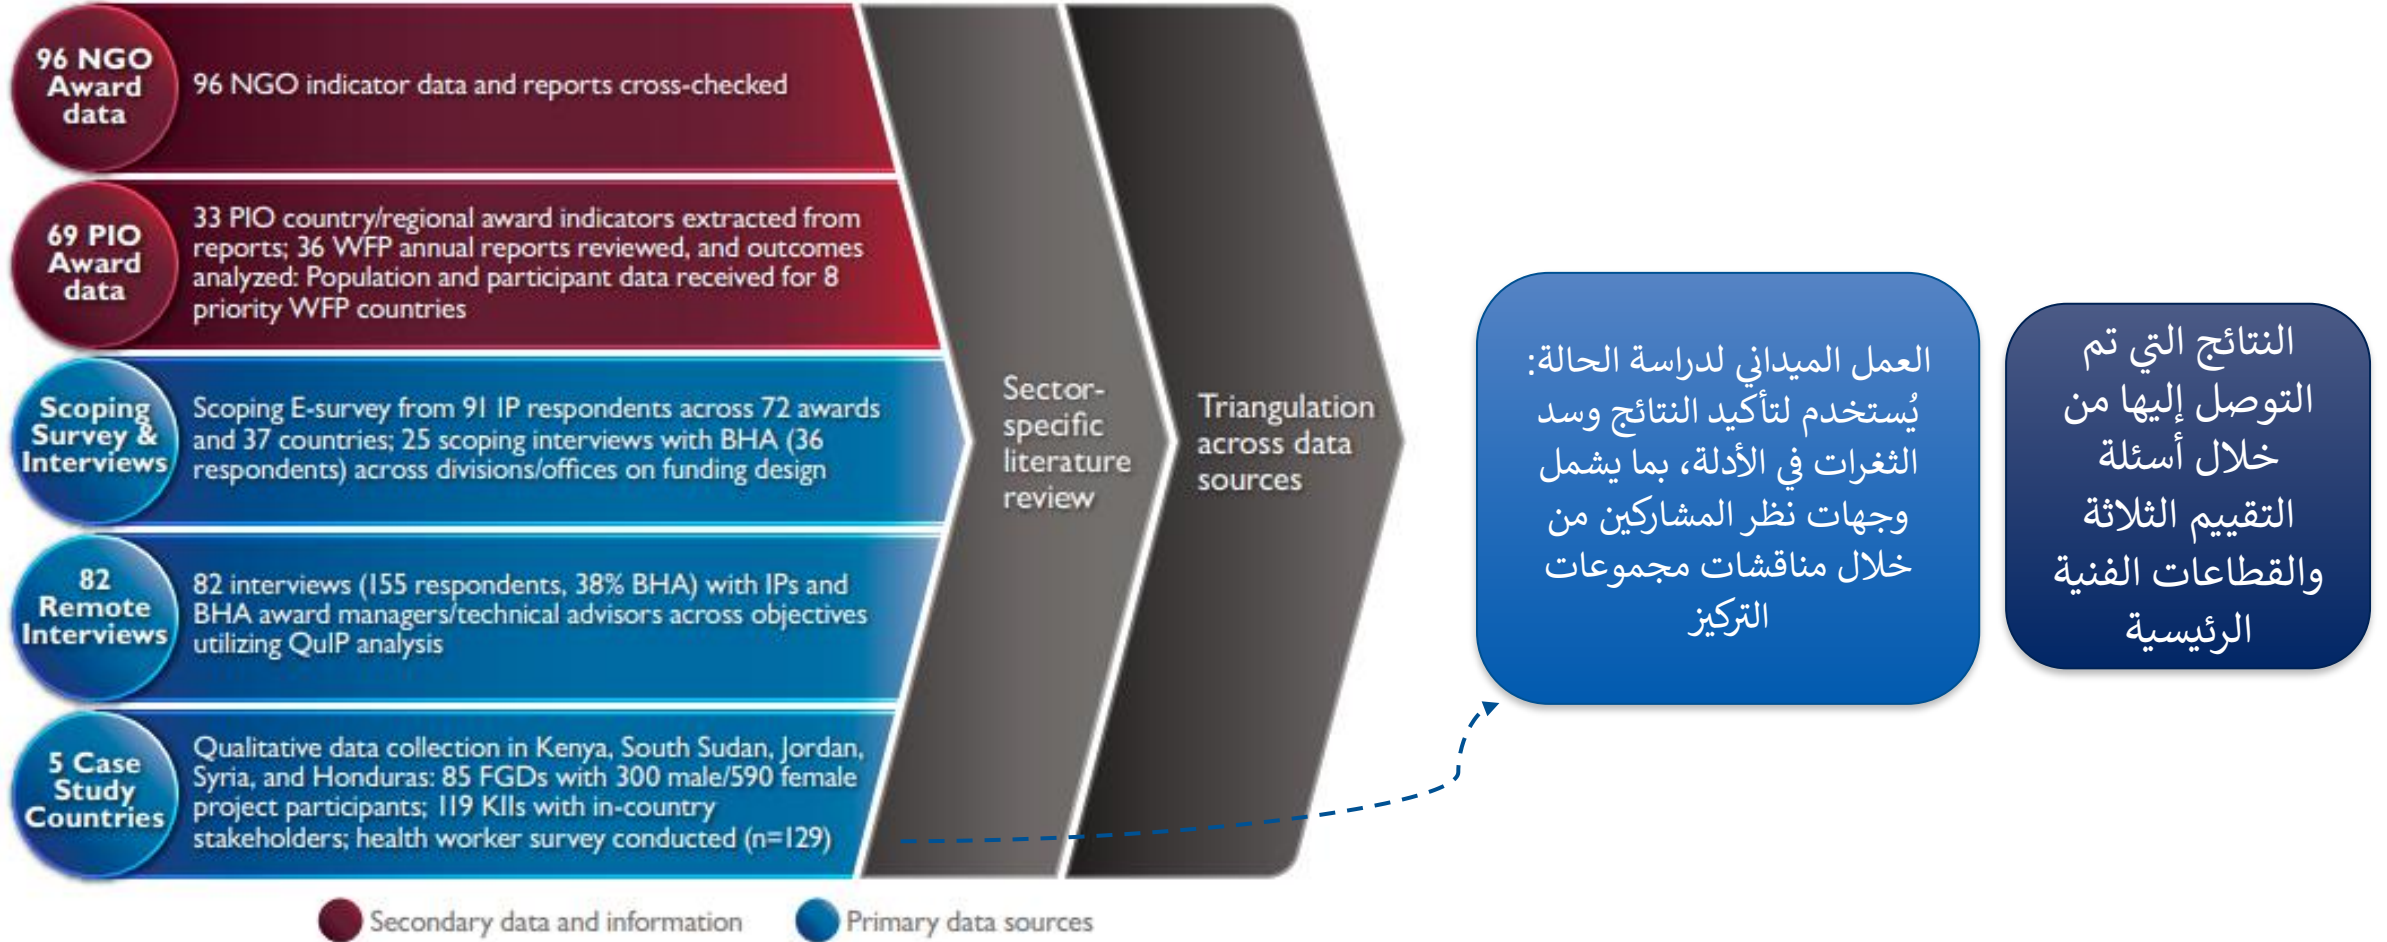 96 NGO
Award
data
96 NGO indicator data and reports cross-checked
69 PIO
Award
data
33 PIO country/regional award indicators extracted from
reports; 36 WFP annual reports reviewed, and outcomes
analyzed: Population and participant data received for 8
priority WFP countries
Scoping
Survey &
Interviews
Scoping E-survey from 91 IP respondents across 72 awards
and 37 countries; 25 scoping interviews with BHA (36
respondents) across divisions/offices on funding design
82
Remote
Interviews
82 interviews (155 respondents, 38% BHA) with IPs and
BHA award managers/technical advisors across objectives
utilizing QuIP analysis
5 Case
Study
Countries
Qualitative data collection in Kenya, South Sudan, Jordan,
Syria, and Honduras: 85 FGDs with 300 male/590 female
project participants; 119 KIIs with in-country
stakeholders; health worker survey conducted (n=129)
Sector-
specific
literature
review
Triangulation
across data
sources
العمل الميداني لدراسة الحالة:
يُستخدم لتأكيد النتائج وسد
الثغرات في الأدلة، بما يشمل
وجهات نظر المشاركين من
خلال مناقشات مجموعات
التركيز
النتائج التي تم
التوصل إليها من
خلال أسئلة
التقييم الثلاثة
والقطاعات الفنية
الرئيسية
Secondary data and information
Primary data sources